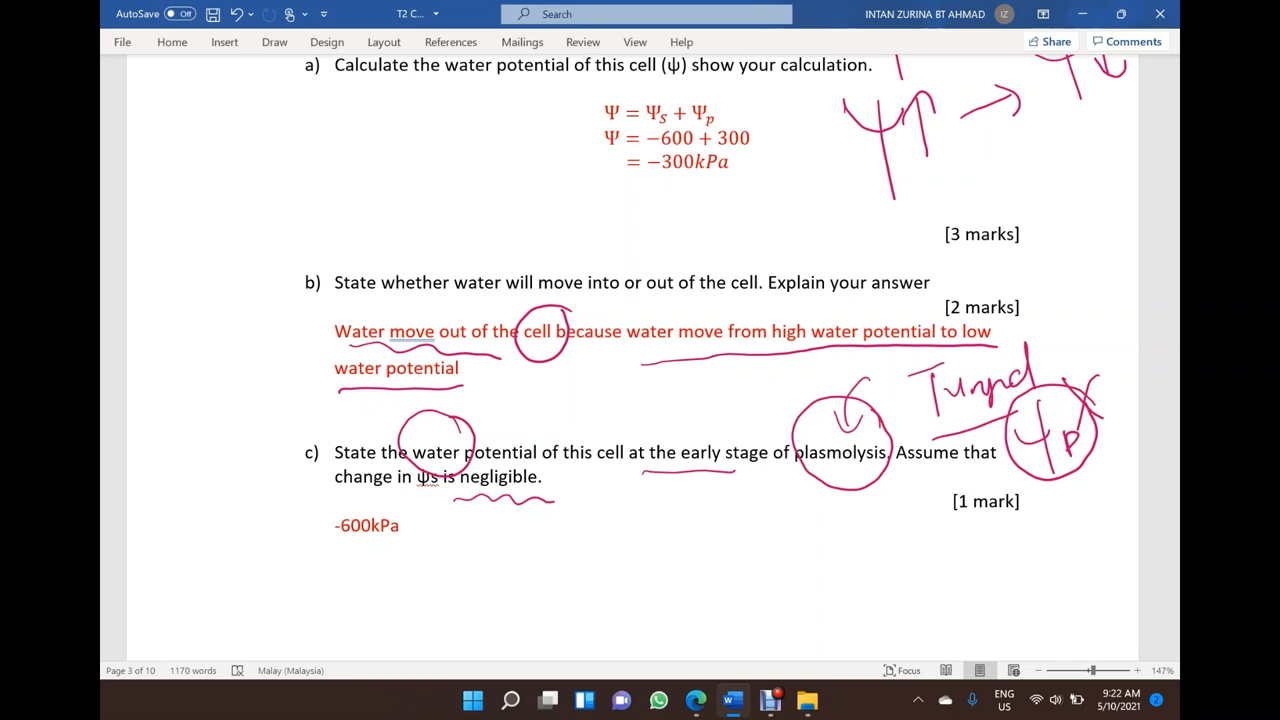 AutoSave Off T2 C... Search INTAN ZURINA BT AHMAD IZ
File Home Insert Draw Design Layout References Mailings Review View Help Share Comments
a) Calculate the water potential of this cell (ψ) show your calculation.
Ψ = Ψs + Ψp
Ψ = −600 + 300
= −300kPa
Ψ
[3 marks]
b) State whether water will move into or out of the cell. Explain your answer
[2 marks]
Water move out of the cell because water move from high water potential to low
water potential
Ψp
c) State the water potential of this cell at the early stage of plasmolysis. Assume that
change in ψs is negligible.
[1 mark]
-600kPa
Page 3 of 10 1170 words Malay (Malaysia) Focus 147%
ENG
US
9:22 AM
5/10/2021
2